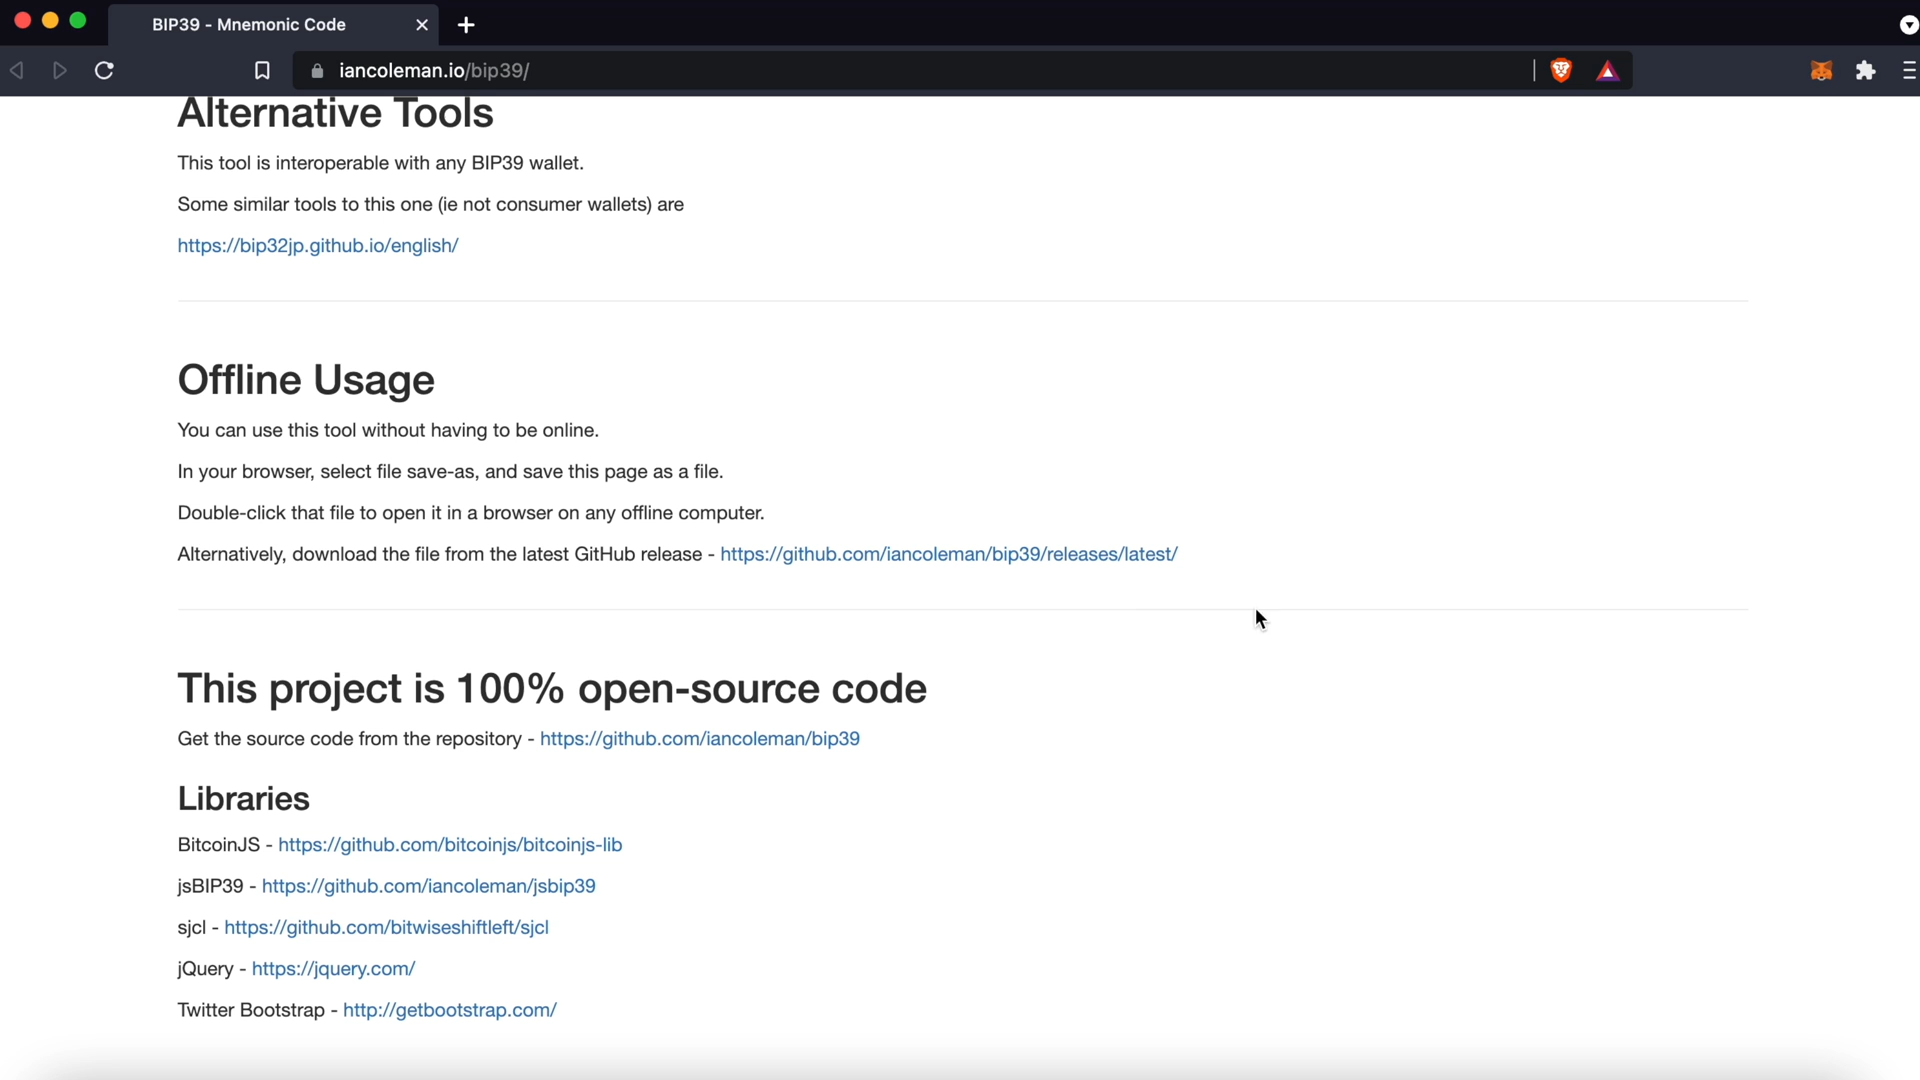 BIP39 - Mnemonic Code
iancoleman.io/bip39/
Alternative Tools
This tool is interoperable with any BIP39 wallet.
Some similar tools to this one (ie not consumer wallets) are
https://bip32jp.github.io/english/
Offline Usage
You can use this tool without having to be online.
In your browser, select file save-as, and save this page as a file.
Double-click that file to open it in a browser on any offline computer.
Alternatively, download the file from the latest GitHub release - https://github.com/iancoleman/bip39/releases/latest/
This project is 100% open-source code
Get the source code from the repository - https://github.com/iancoleman/bip39
Libraries
BitcoinJS - https://github.com/bitcoinjs/bitcoinjs-lib
jsBIP39 - https://github.com/iancoleman/jsbip39
sjcl - https://github.com/bitwiseshiftleft/sjcl
jQuery - https://jquery.com/
Twitter Bootstrap - http://getbootstrap.com/